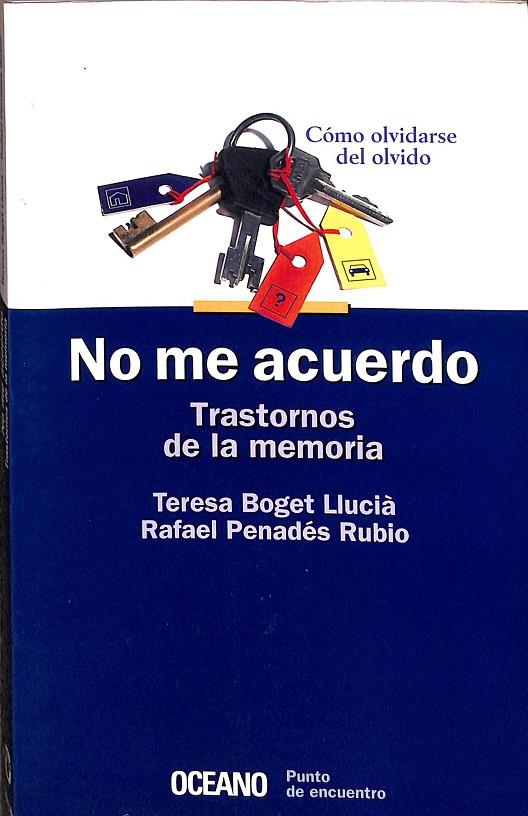 Cómo olvidarse
del olvido
?
No me acuerdo
Trastornos
de la memoria
Teresa Boget Llucià
Rafael Penadés Rubio
OCEANO
Punto
de encuentro